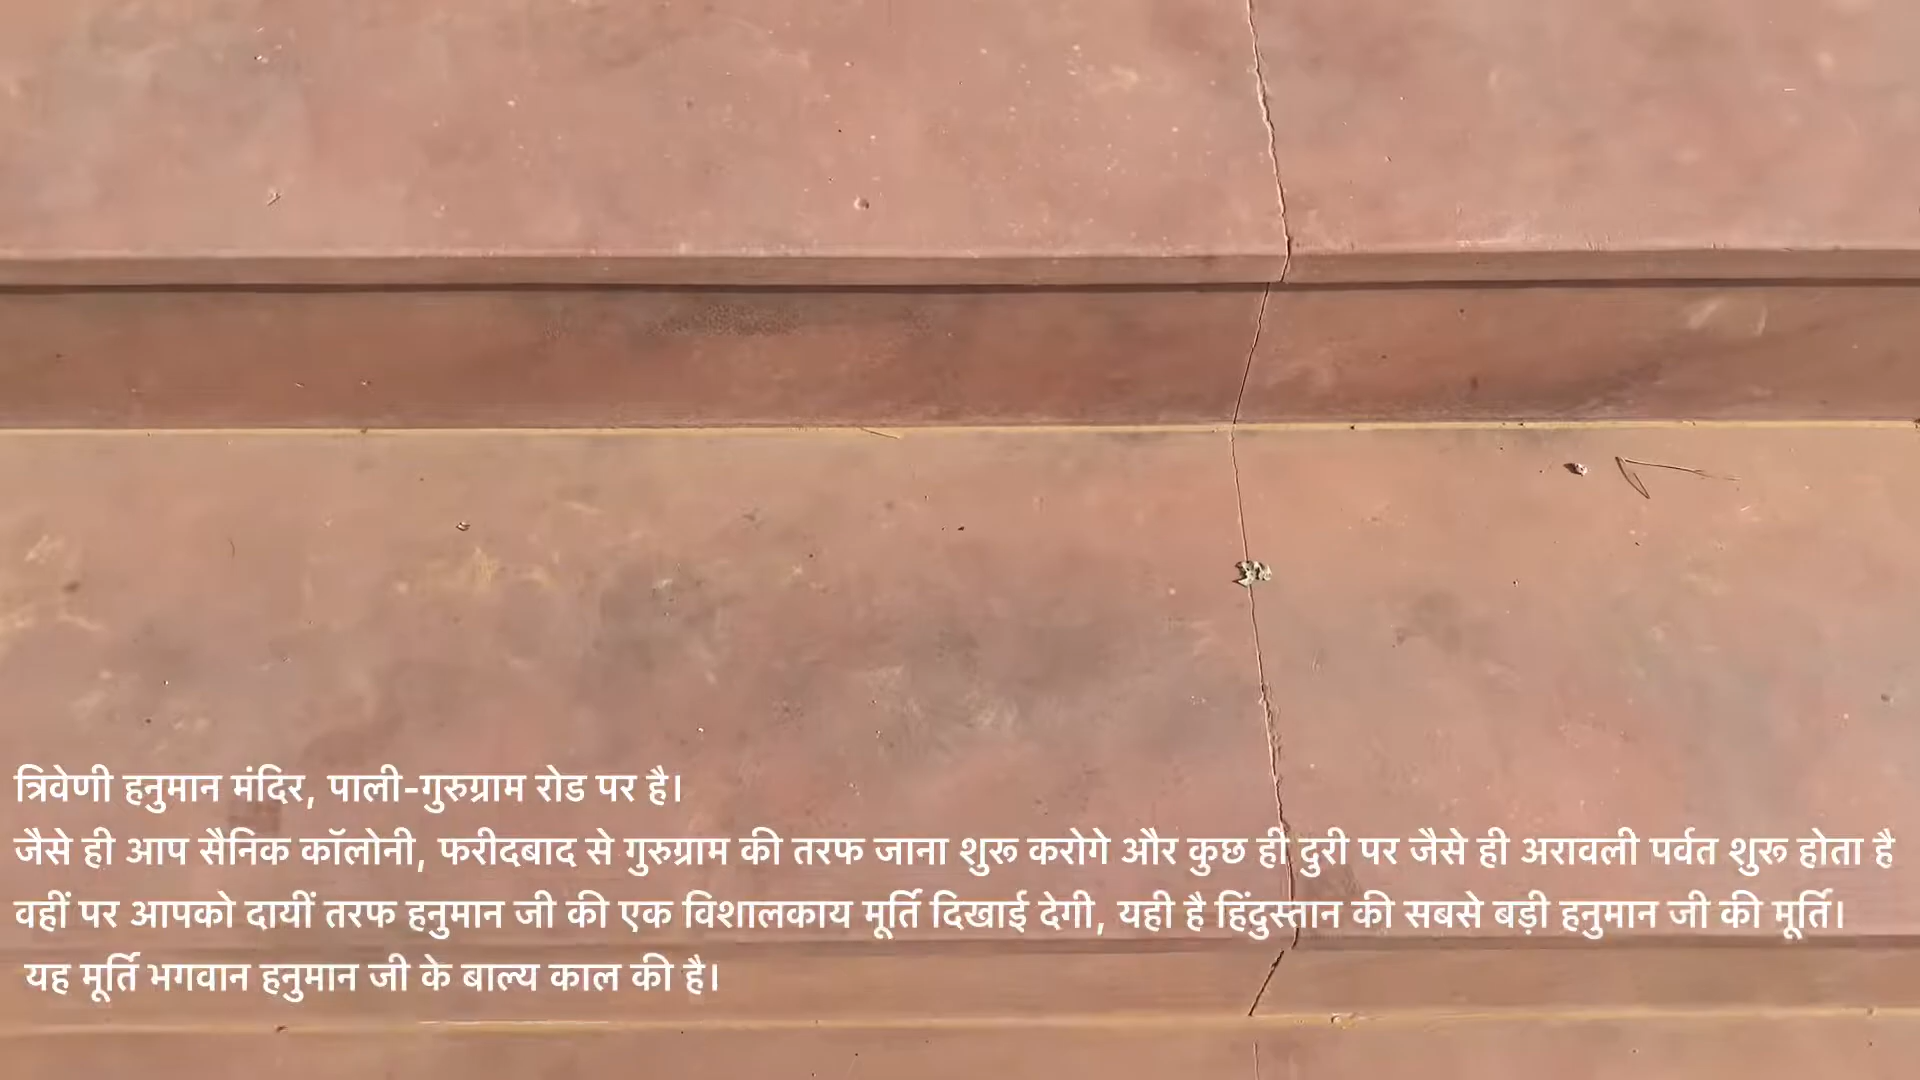 त्रिवेणी हनुमान मंदिर, पाली-गुरुग्राम रोड पर है।
जैसे ही आप सैनिक कॉलोनी, फरीदबाद से गुरुग्राम की तरफ जाना शुरू करोगे और कुछ ही दुरी पर जैसे ही अरावली पर्वत शुरू होता है
वहीं पर आपको दायीं तरफ हनुमान जी की एक विशालकाय मूर्ति दिखाई देगी, यही है हिंदुस्तान की सबसे बड़ी हनुमान जी की मूर्ति।
यह मूर्ति भगवान हनुमान जी के बाल्य काल की है।